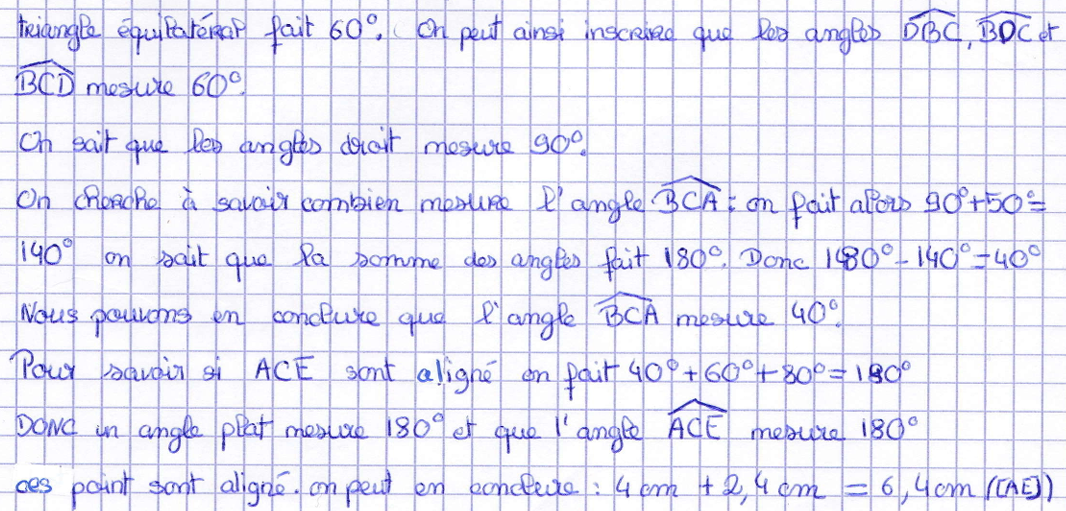 triangle équilatéral fait 60°. On peut ainsi inscrire que les angles DBC, BDC et
BCD mesure 60°.
On sait que les angles droit mesure 90°.
On cherche à savoir combien mesure l'angle BCA : on fait alors 90°+50°=
140° on sait que la somme des angles fait 180°. Donc 180°-140°=40°
Nous pouvons en conclure que l'angle BCA mesure 40°.
Pour savoir si ACE sont aligné on fait 40°+60°+80°=180°
DONC un angle plat mesure 180° et que l'angle ACE mesure 180°
ces point sont aligné. on peut en conclure : 4 cm + 2,4 cm = 6,4cm ([AE])